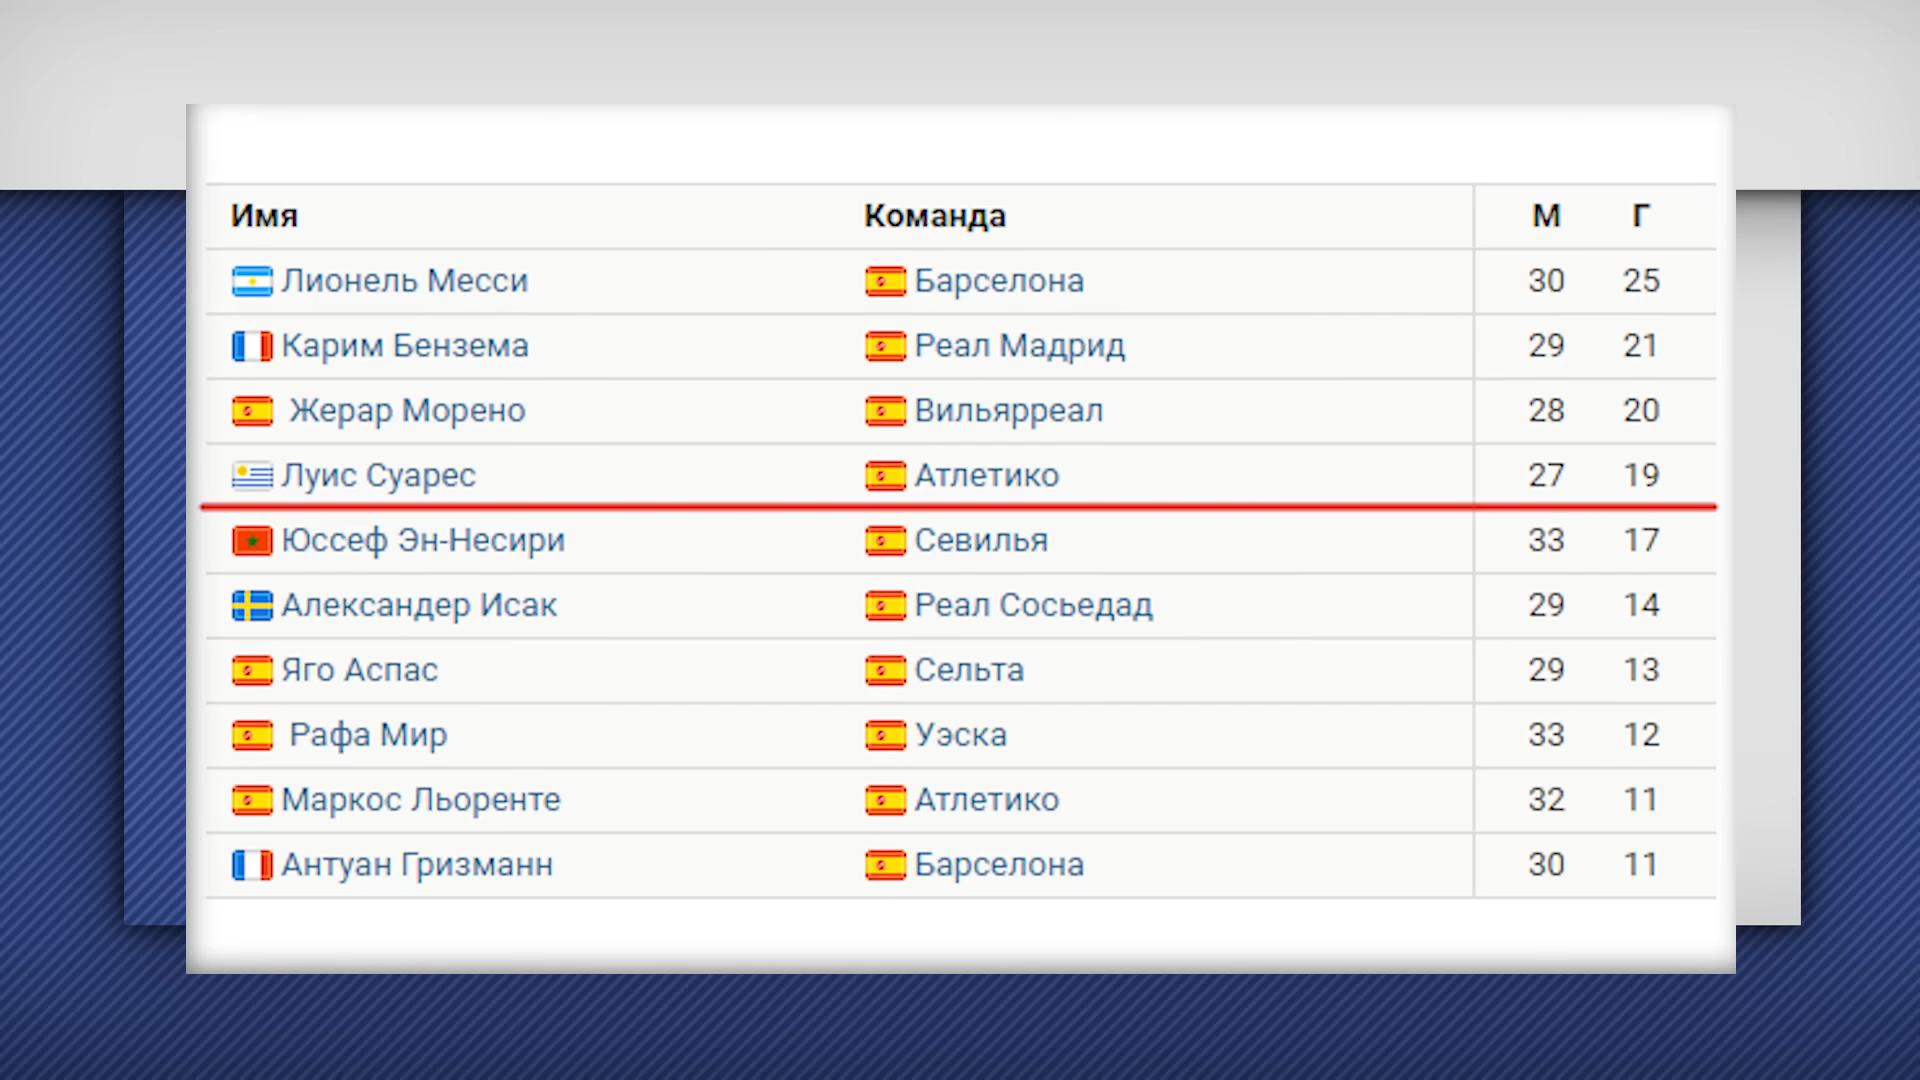 Имя Команда М Г
Лионель Месси Барселона 30 25
Карим Бензема Реал Мадрид 29 21
Жерар Морено Вильярреал 28 20
Луис Суарес Атлетико 27 19
Юссеф Эн-Несири Севилья 33 17
Александер Исак Реал Сосьедад 29 14
Яго Аспас Сельта 29 13
Рафа Мир Уэска 33 12
Маркос Льоренте Атлетико 32 11
Антуан Гризманн Барселона 30 11